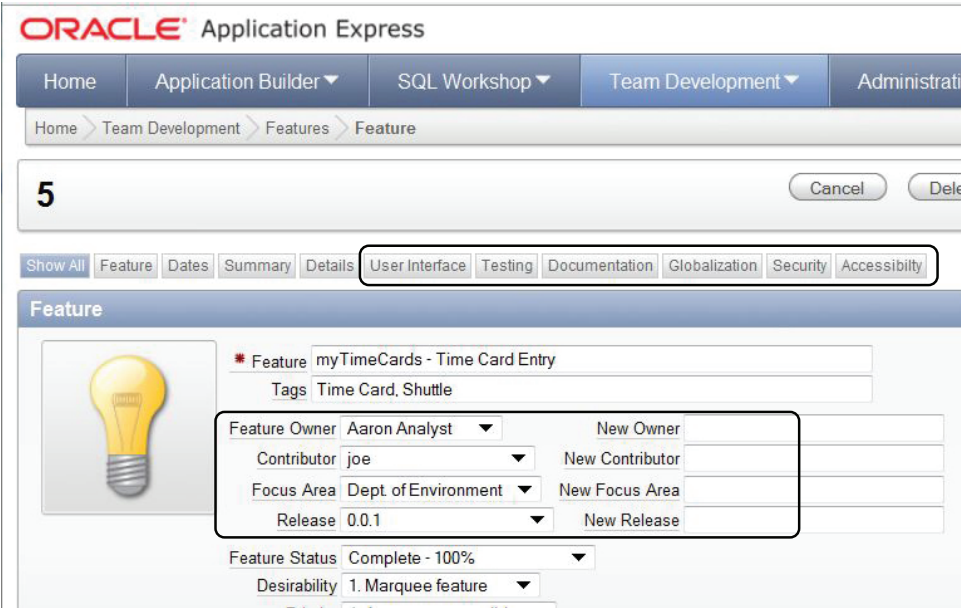 ORACLE Application Express
Home Application Builder SQL Workshop Team Development Administrati
Home Team Development Features Feature
5 Cancel Dele
Show All Feature Dates Summary Details User Interface Testing Documentation Globalization Security Accessibilty
Feature
* Feature myTimeCards - Time Card Entry
Tags Time Card, Shuttle
Feature Owner Aaron Analyst New Owner
Contributor joe New Contributor
Focus Area Dept. of Environment New Focus Area
Release 0.0.1 New Release
Feature Status Complete - 100%
Desirability 1. Marquee feature